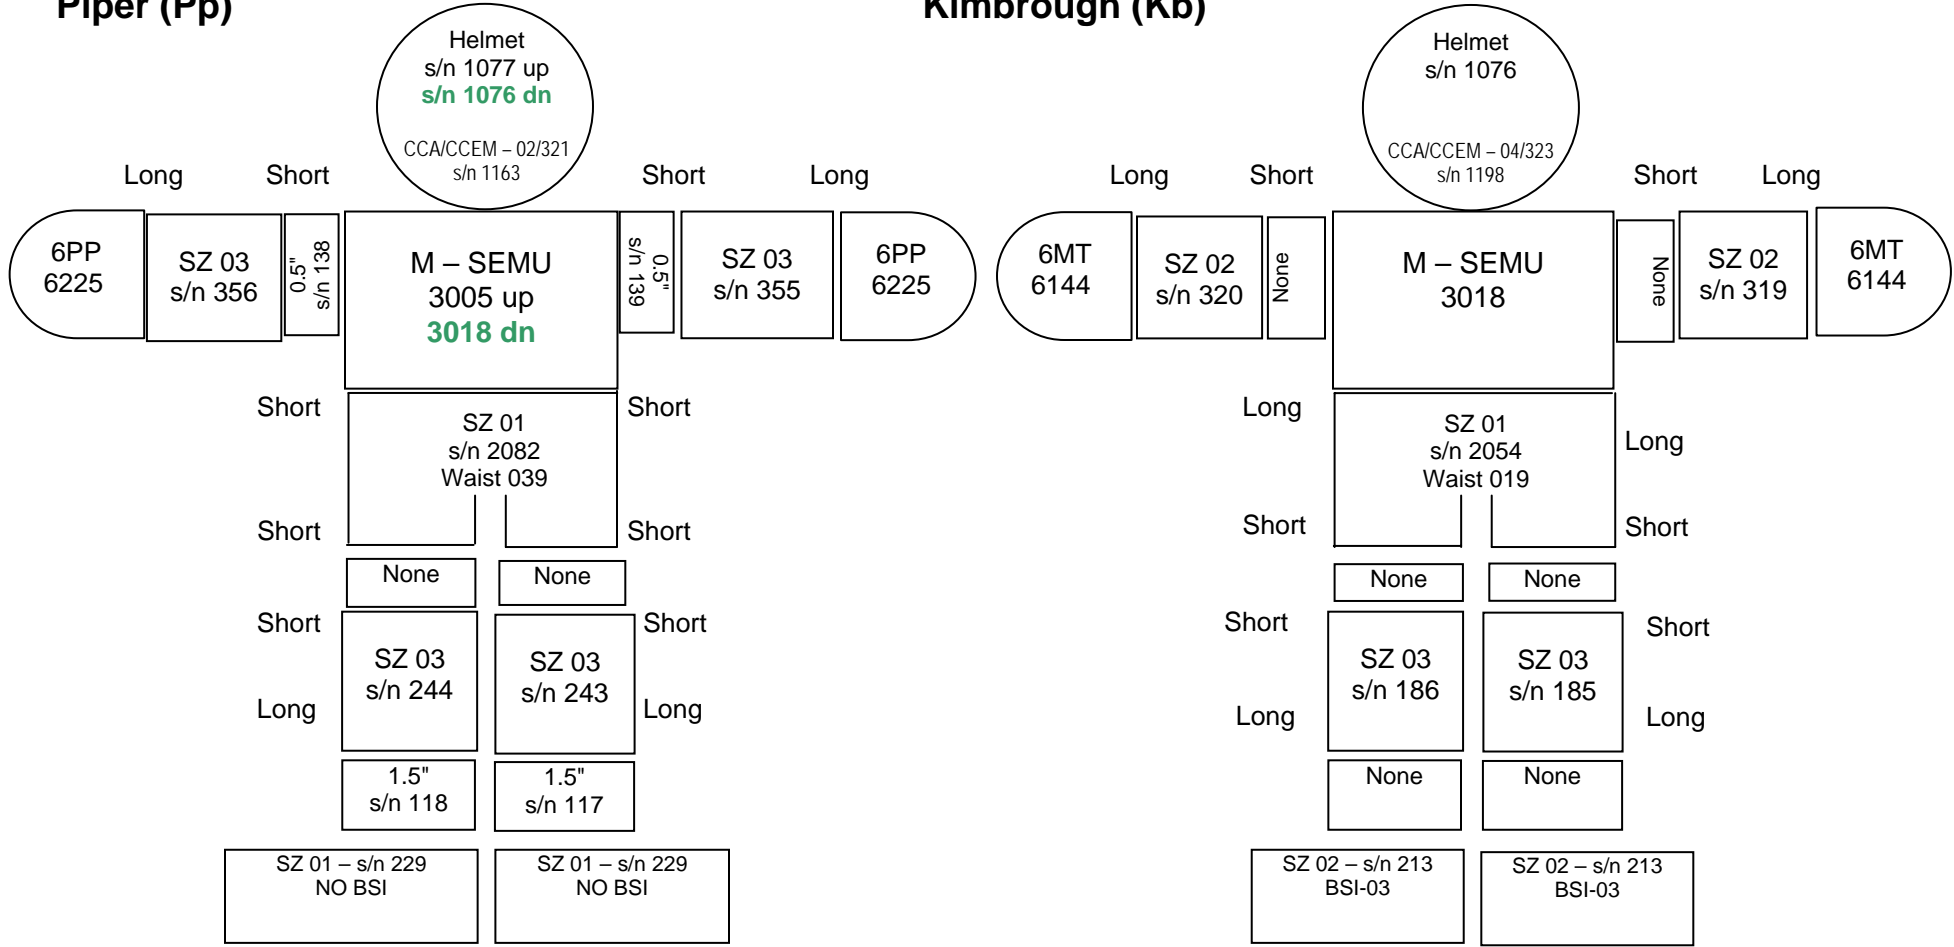 Piper (Pp)
Helmet
s/n 1077 up
s/n 1076 dn
CCA/CCEM – 02/321
s/n 1163
Long
Short
Short
Long
6PP
6225
SZ 03
s/n 356
0.5"
s/n 138
M – SEMU
3005 up
3018 dn
0.5"
s/n 139
SZ 03
s/n 355
6PP
6225
Short
Short
SZ 01
s/n 2082
Waist 039
Short
Short
None
None
Short
Short
SZ 03
s/n 244
SZ 03
s/n 243
Long
Long
1.5"
s/n 118
1.5"
s/n 117
SZ 01 – s/n 229
NO BSI
SZ 01 – s/n 229
NO BSI
Kimbrough (Kb)
Helmet
s/n 1076
CCA/CCEM – 04/323
s/n 1198
Long
Short
Short
Long
6MT
6144
SZ 02
s/n 320
None
M – SEMU
3018
None
SZ 02
s/n 319
6MT
6144
Long
Long
SZ 01
s/n 2054
Waist 019
Short
Short
None
None
Short
Short
SZ 03
s/n 186
SZ 03
s/n 185
Long
Long
None
None
SZ 02 – s/n 213
BSI-03
SZ 02 – s/n 213
BSI-03